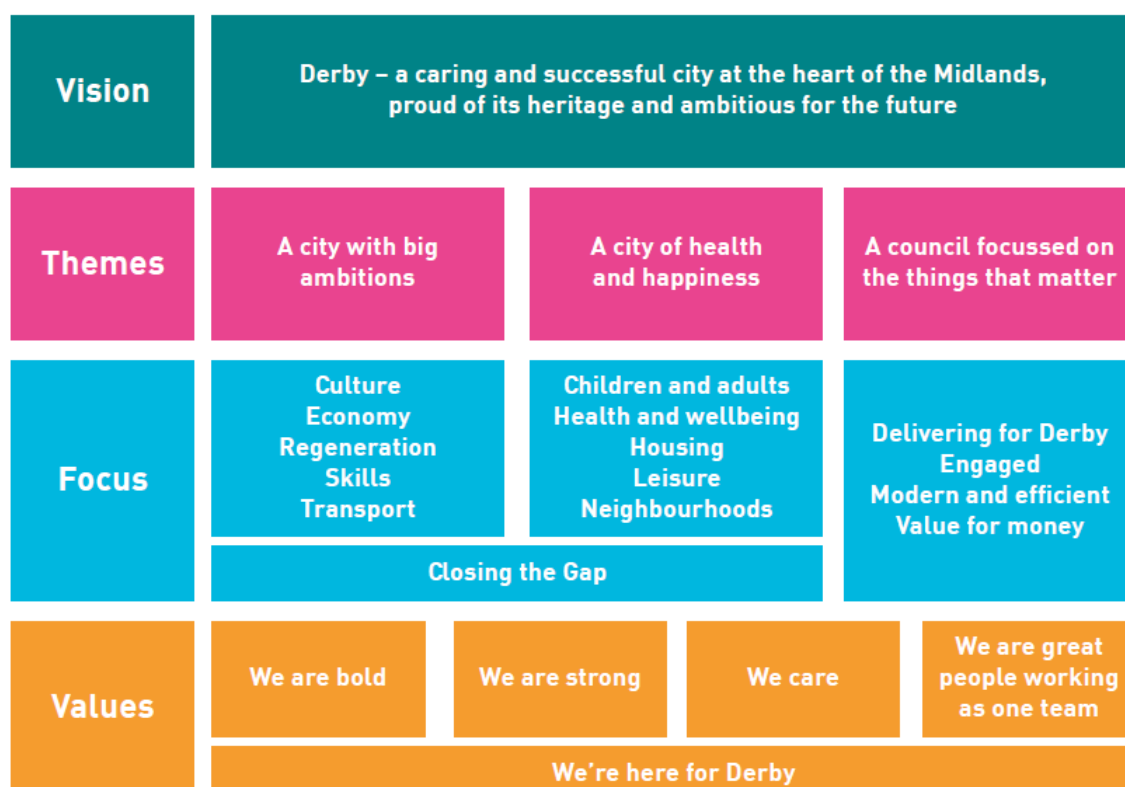 Vision
Derby – a caring and successful city at the heart of the Midlands,
proud of its heritage and ambitious for the future
Themes
A city with big
ambitions
A city of health
and happiness
A council focussed on
the things that matter
Focus
Culture
Economy
Regeneration
Skills
Transport
Children and adults
Health and wellbeing
Housing
Leisure
Neighbourhoods
Closing the Gap
Delivering for Derby
Engaged
Modern and efficient
Value for money
Values
We are bold
We are strong
We care
We are great
people working
as one team
We're here for Derby